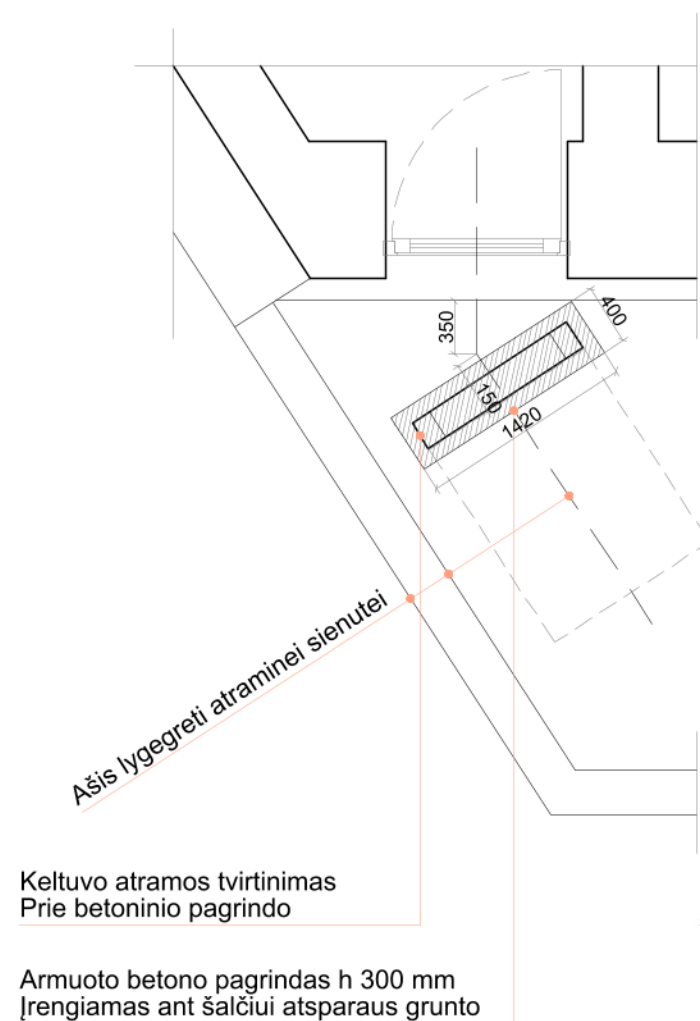 400
350
150
1420
Ašis lygegreti atraminei sienutei
Keltuvo atramos tvirtinimas
Prie betoninio pagrindo
Armuoto betono pagrindas h 300 mm
Įrengiamas ant šalčiui atsparaus grunto